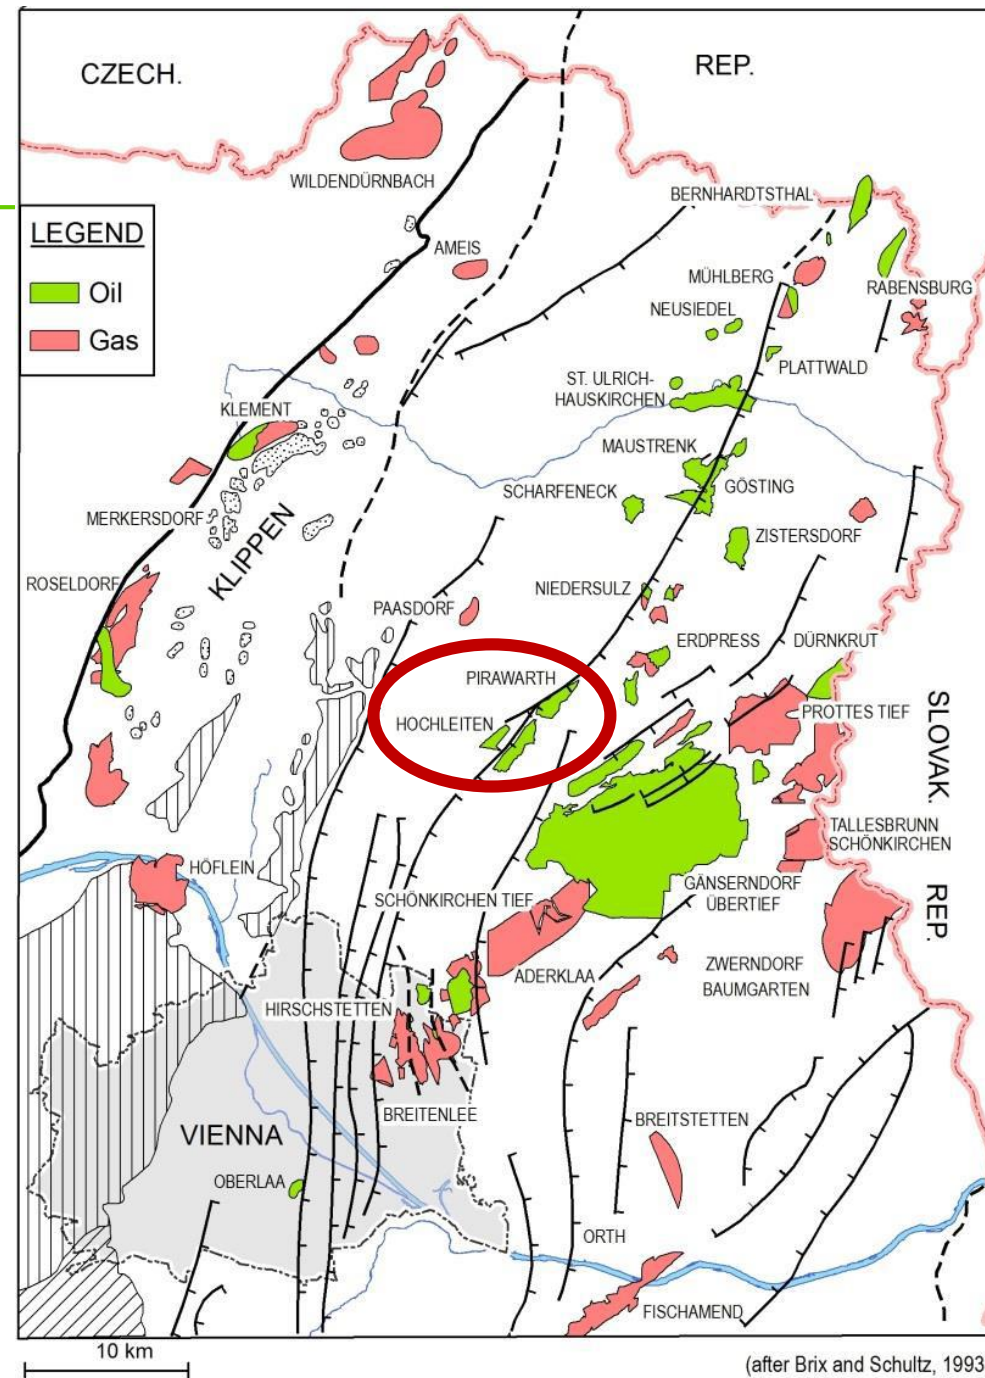 CZECH.
REP.
WILDENDÜRNBACH
BERNHARDTSTHAL
LEGEND
Oil
Gas
AMEIS
MÜHLBERG
RABENSBURG
NEUSIEDEL
PLATTWALD
ST. ULRICH-
HAUSKIRCHEN
KLEMENT
MAUSTRENK
GÖSTING
SCHARFENECK
MERKERSDORF
KLIPPEN
ZISTERSDORF
ROSELDORF
NIEDERSULZ
PAASDORF
ERDPRESS
DÜRNKRUT
PIRAWARTH
HOCHLEITEN
PROTTES TIEF
SLOVAK.
REP.
TALLESBRUNN
SCHÖNKIRCHEN
HÖFLEIN
GÄNSERNDORF
ÜBERTIEF
SCHÖNKIRCHEN TIEF
ADERKLAA
ZWERNDORF
BAUMGARTEN
HIRSCHSTETTEN
BREITENLEE
BREITSTETTEN
VIENNA
OBERLAA
ORTH
FISCHAMEND
10 km
(after Brix and Schultz, 1993